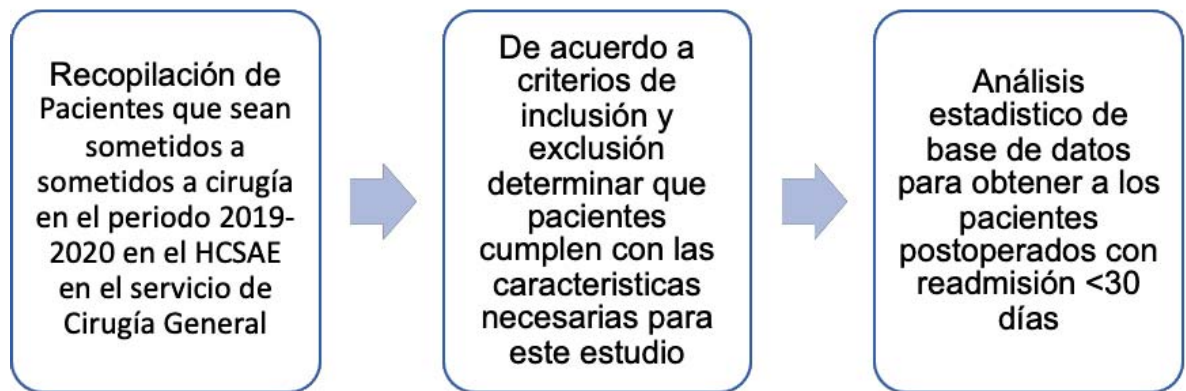 Recopilación de
Pacientes que sean
sometidos a
sometidos a cirugía
en el periodo 2019-
2020 en el HCSAE
en el servicio de
Cirugía General
De acuerdo a
criterios de
inclusión y
exclusión
determinar que
pacientes
cumplen con las
caracteristicas
necesarias para
este estudio
Análisis
estadistico de
base de datos
para obtener a los
pacientes
postoperados con
readmisión <30
días